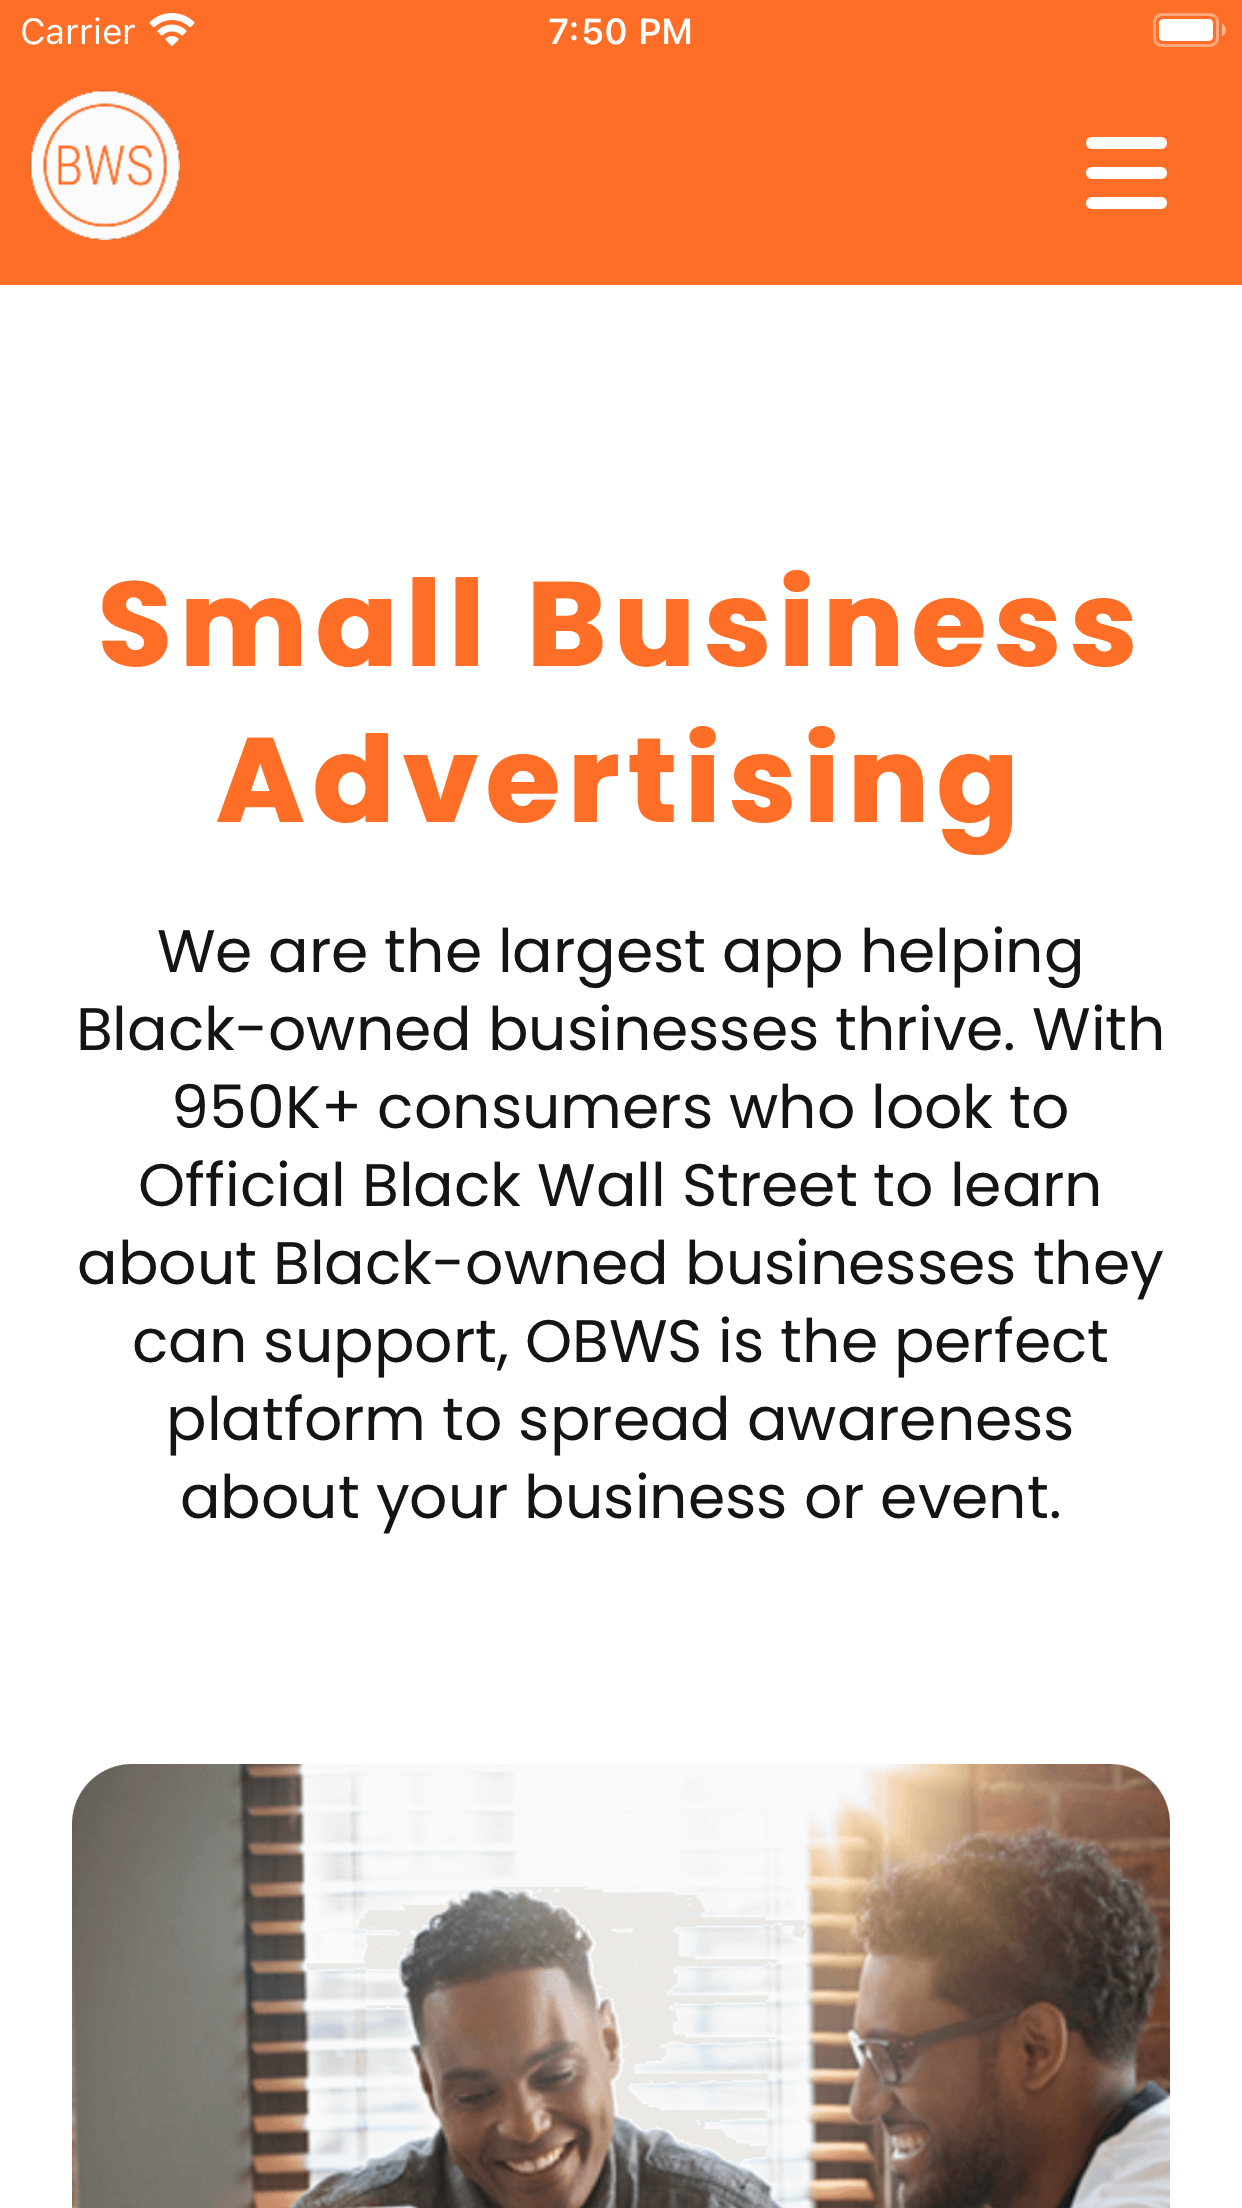 Carrier
7:50 PM
BWS
Small Business
Advertising
We are the largest app helping
Black-owned businesses thrive. With
950K+ consumers who look to
Official Black Wall Street to learn
about Black-owned businesses they
can support, OBWS is the perfect
platform to spread awareness
about your business or event.